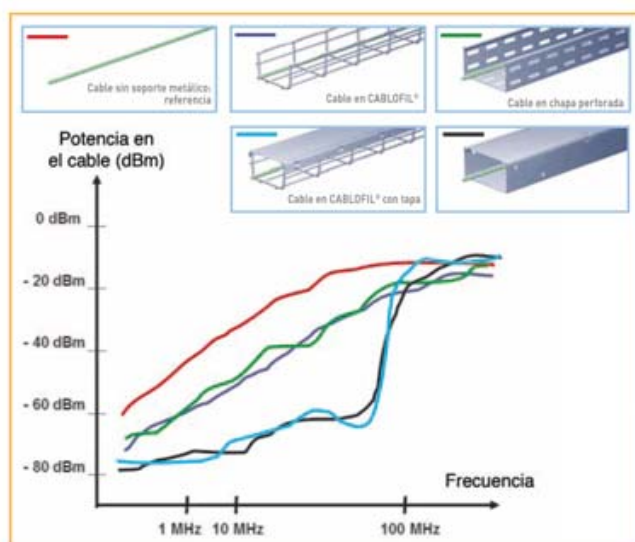 Cable sin soporte metálico:
referencia
Cable en CABLOFIL®
Cable en chapa perforada
Cable en CABLOFIL® con tapa
Potencia en
el cable (dBm)
0 dBm
- 20 dBm
- 40 dBm
- 60 dBm
- 80 dBm
Frecuencia
1 MHz
10 MHz
100 MHz